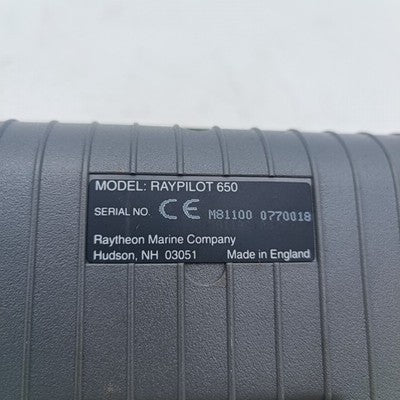 MODEL: RAYPILOT 650
SERIAL NO. CE M81100 0770018
Raytheon Marine Company
Hudson, NH 03051 Made in England